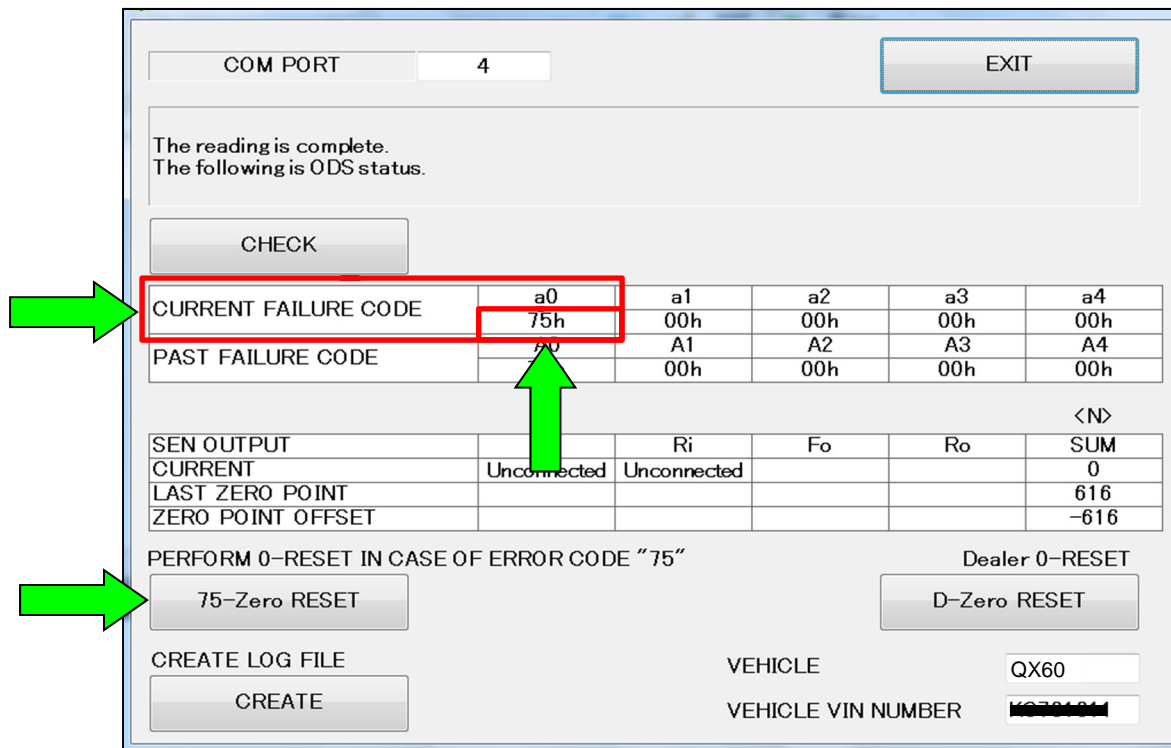 COM PORT 4 EXIT
The reading is complete.
The following is ODS status.
CHECK
CURRENT FAILURE CODE a0 a1 a2 a3 a4
75h 00h 00h 00h 00h
PAST FAILURE CODE A0 A1 A2 A3 A4
00h 00h 00h 00h
<N>
SEN OUTPUT Ri Fo Ro SUM
CURRENT Unconnected Unconnected 0
LAST ZERO POINT 616
ZERO POINT OFFSET -616
PERFORM 0-RESET IN CASE OF ERROR CODE "75" Dealer 0-RESET
75-Zero RESET D-Zero RESET
CREATE LOG FILE
VEHICLE QX60
CREATE
VEHICLE VIN NUMBER